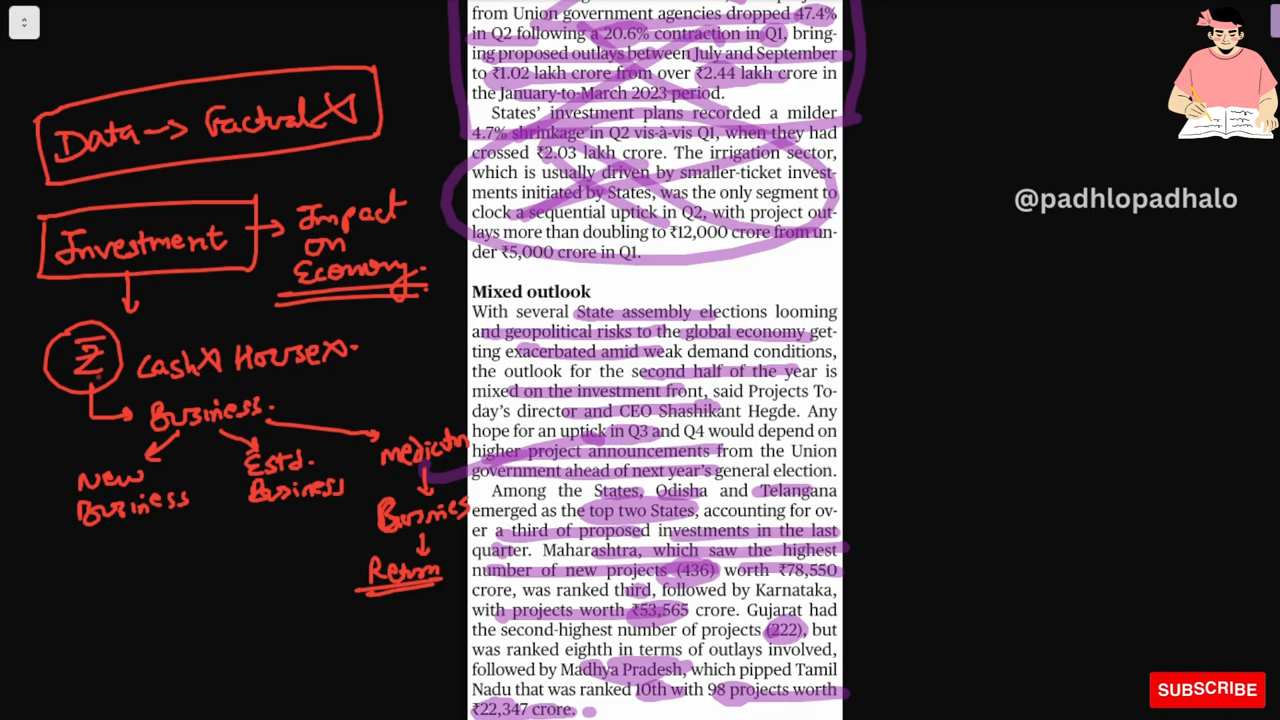 from Union government agencies dropped 47.4%
in Q2 following a 20.6% contraction in Q1, bring-
ing proposed outlays between July and September
to ₹1.02 lakh crore from over ₹2.44 lakh crore in
the January-to-March 2023 period.
States' investment plans recorded a milder
4.7% shrinkage in Q2 vis-à-vis Q1, when they had
crossed ₹2.03 lakh crore. The irrigation sector,
which is usually driven by smaller-ticket invest-
ments initiated by States, was the only segment to
clock a sequential uptick in Q2, with project out-
lays more than doubling to ₹12,000 crore from un-
der ₹5,000 crore in Q1.
Mixed outlook
With several State assembly elections looming
and geopolitical risks to the global economy get-
ting exacerbated amid weak demand conditions,
the outlook for the second half of the year is
mixed on the investment front, said Projects To-
day's director and CEO Shashikant Hegde. Any
hope for an uptick in Q3 and Q4 would depend on
higher project announcements from the Union
government ahead of next year's general election.
Among the States, Odisha and Telangana
emerged as the top two States, accounting for ov-
er a third of proposed investments in the last
quarter. Maharashtra, which saw the highest
number of new projects (436) worth ₹78,550
crore, was ranked third, followed by Karnataka,
with projects worth ₹53,565 crore. Gujarat had
the second-highest number of projects (222), but
was ranked eighth in terms of outlays involved,
followed by Madhya Pradesh, which pipped Tamil
Nadu that was ranked 10th with 98 projects worth
₹22,347 crore.
Data → Factual X
Investment → Impact
on
Economy.
₹ Cash X House X.
Business.
New
Business
Estd.
Business
Business
Return
@padhlopadhalo
SUBSCRIBE